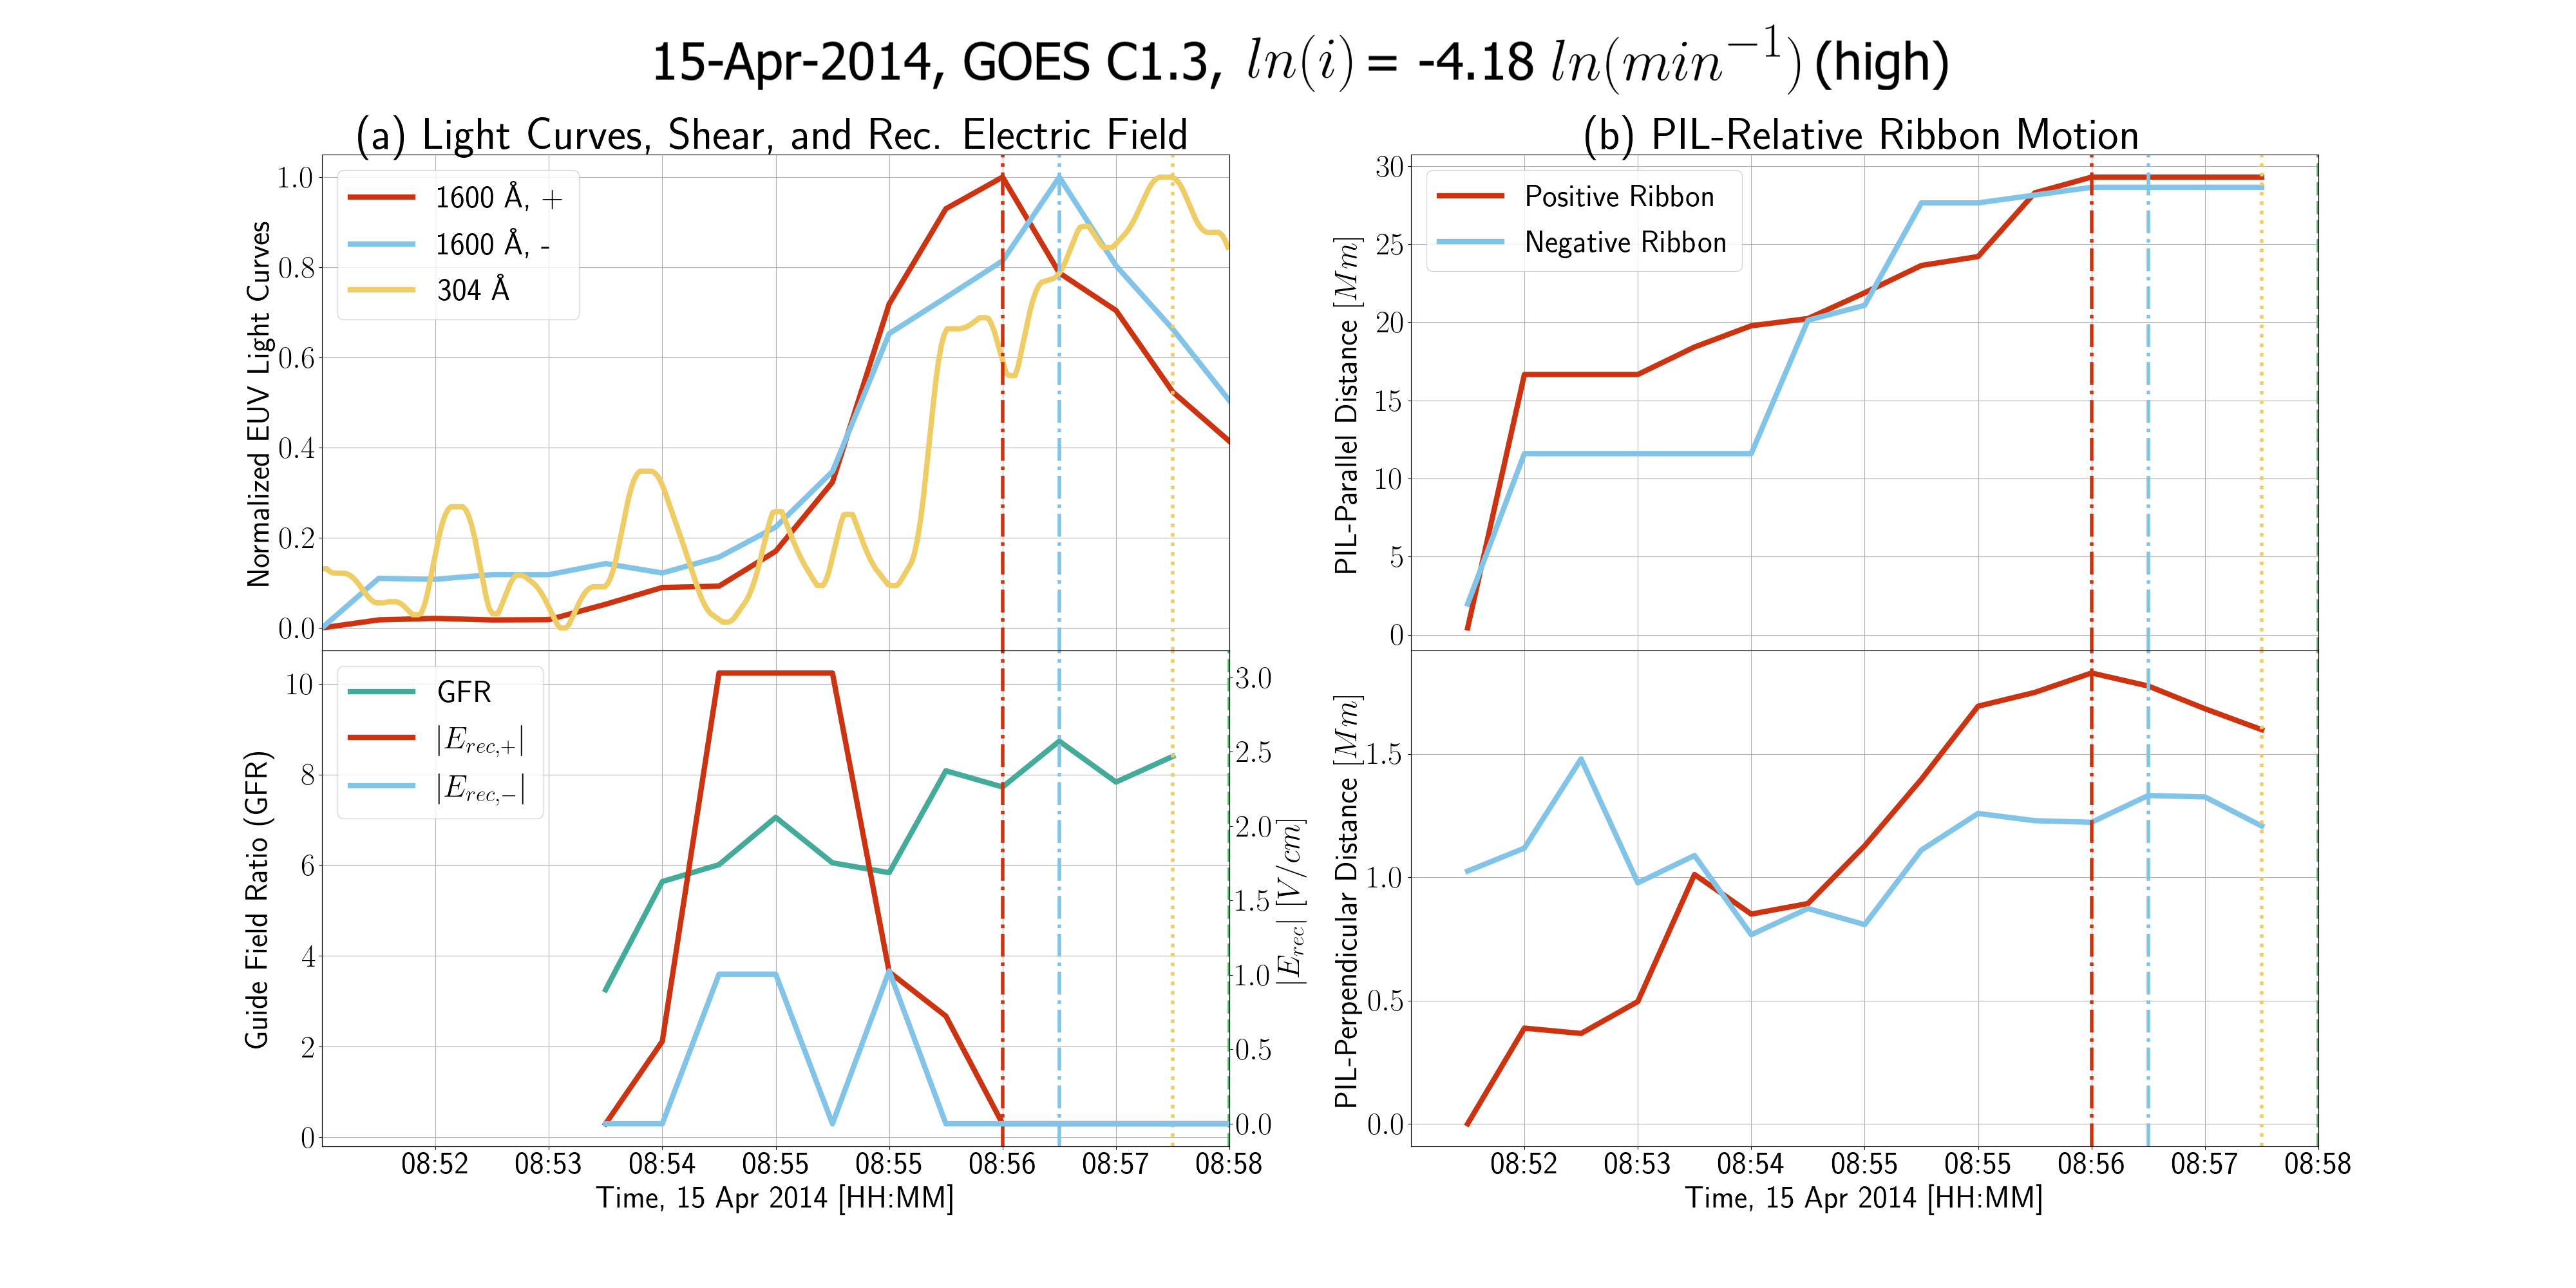 15-Apr-2014, GOES C1.3, ln(i) = -4.18 ln(min⁻¹) (high)
(a) Light Curves, Shear, and Rec. Electric Field
Normalized EUV Light Curves
1.0
0.8
0.6
0.4
0.2
0.0
1600 Å, +
1600 Å, -
304 Å
Guide Field Ratio (GFR)
10
8
6
4
2
0
GFR
|E_{rec,+}|
|E_{rec,-}|
3.0
2.5
2.0
1.5
1.0
0.5
0.0
|E_{rec}| [V/cm]
08:52 08:53 08:54 08:55 08:55 08:56 08:57 08:58
Time, 15 Apr 2014 [HH:MM]
(b) PIL-Relative Ribbon Motion
PIL-Parallel Distance [Mm]
30
25
20
15
10
5
0
Positive Ribbon
Negative Ribbon
PIL-Perpendicular Distance [Mm]
1.5
1.0
0.5
0.0
08:52 08:53 08:54 08:55 08:55 08:56 08:57 08:58
Time, 15 Apr 2014 [HH:MM]